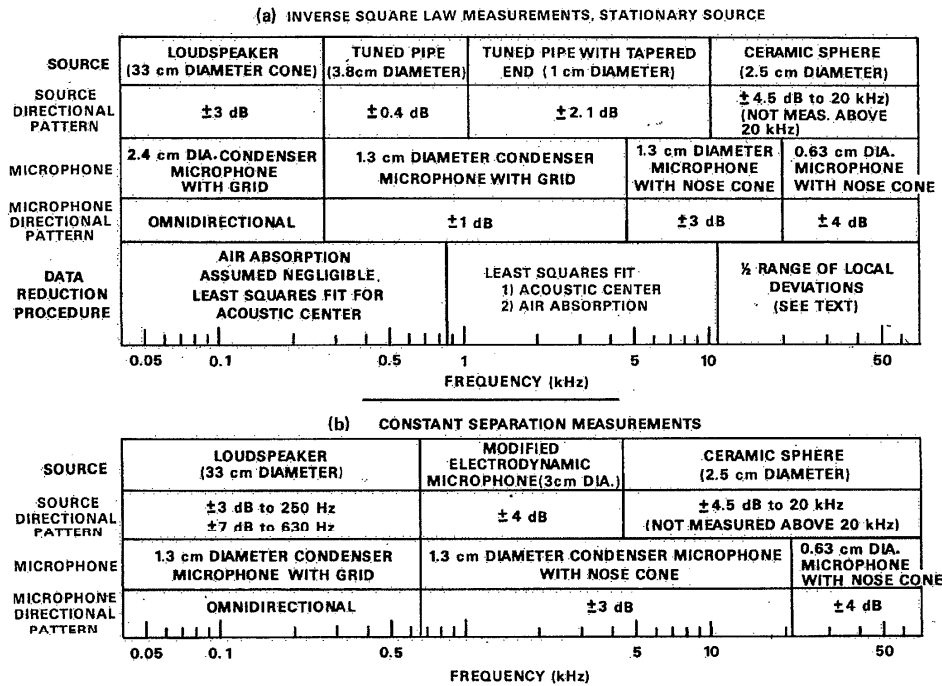 (a) INVERSE SQUARE LAW MEASUREMENTS, STATIONARY SOURCE
SOURCE
LOUDSPEAKER
(33 cm DIAMETER CONE)
TUNED PIPE
(3.8cm DIAMETER)
TUNED PIPE WITH TAPERED
END (1 cm DIAMETER)
CERAMIC SPHERE
(2.5 cm DIAMETER)
SOURCE
DIRECTIONAL
PATTERN
±3 dB
±0.4 dB
±2.1 dB
±4.5 dB to 20 kHz)
(NOT MEAS. ABOVE
20 kHz)
MICROPHONE
2.4 cm DIA. CONDENSER
MICROPHONE
WITH GRID
1.3 cm DIAMETER CONDENSER
MICROPHONE WITH GRID
1.3 cm DIAMETER
MICROPHONE
WITH NOSE CONE
0.63 cm DIA.
MICROPHONE
WITH NOSE CONE
MICROPHONE
DIRECTIONAL
PATTERN
OMNIDIRECTIONAL
±1 dB
±3 dB
±4 dB
DATA
REDUCTION
PROCEDURE
AIR ABSORPTION
ASSUMED NEGLIGIBLE,
LEAST SQUARES FIT FOR
ACOUSTIC CENTER
LEAST SQUARES FIT
1) ACOUSTIC CENTER
2) AIR ABSORPTION
½ RANGE OF LOCAL
DEVIATIONS
(SEE TEXT)
0.05 0.1 0.5 1 5 10 50
FREQUENCY (kHz)
(b) CONSTANT SEPARATION MEASUREMENTS
SOURCE
LOUDSPEAKER
(33 cm DIAMETER)
MODIFIED
ELECTRODYNAMIC
MICROPHONE(3cm DIA.)
CERAMIC SPHERE
(2.5 cm DIAMETER)
SOURCE
DIRECTIONAL
PATTERN
±3 dB to 250 Hz
±7 dB to 630 Hz
±4 dB
±4.5 dB to 20 kHz
(NOT MEASURED ABOVE 20 kHz)
MICROPHONE
1.3 cm DIAMETER CONDENSER
MICROPHONE WITH GRID
1.3 cm DIAMETER CONDENSER MICROPHONE
WITH NOSE CONE
0.63 cm DIA.
MICROPHONE
WITH NOSE CONE
MICROPHONE
DIRECTIONAL
PATTERN
OMNIDIRECTIONAL
±3 dB
±4 dB
0.05 0.1 0.5 5 10 50
FREQUENCY (kHz)